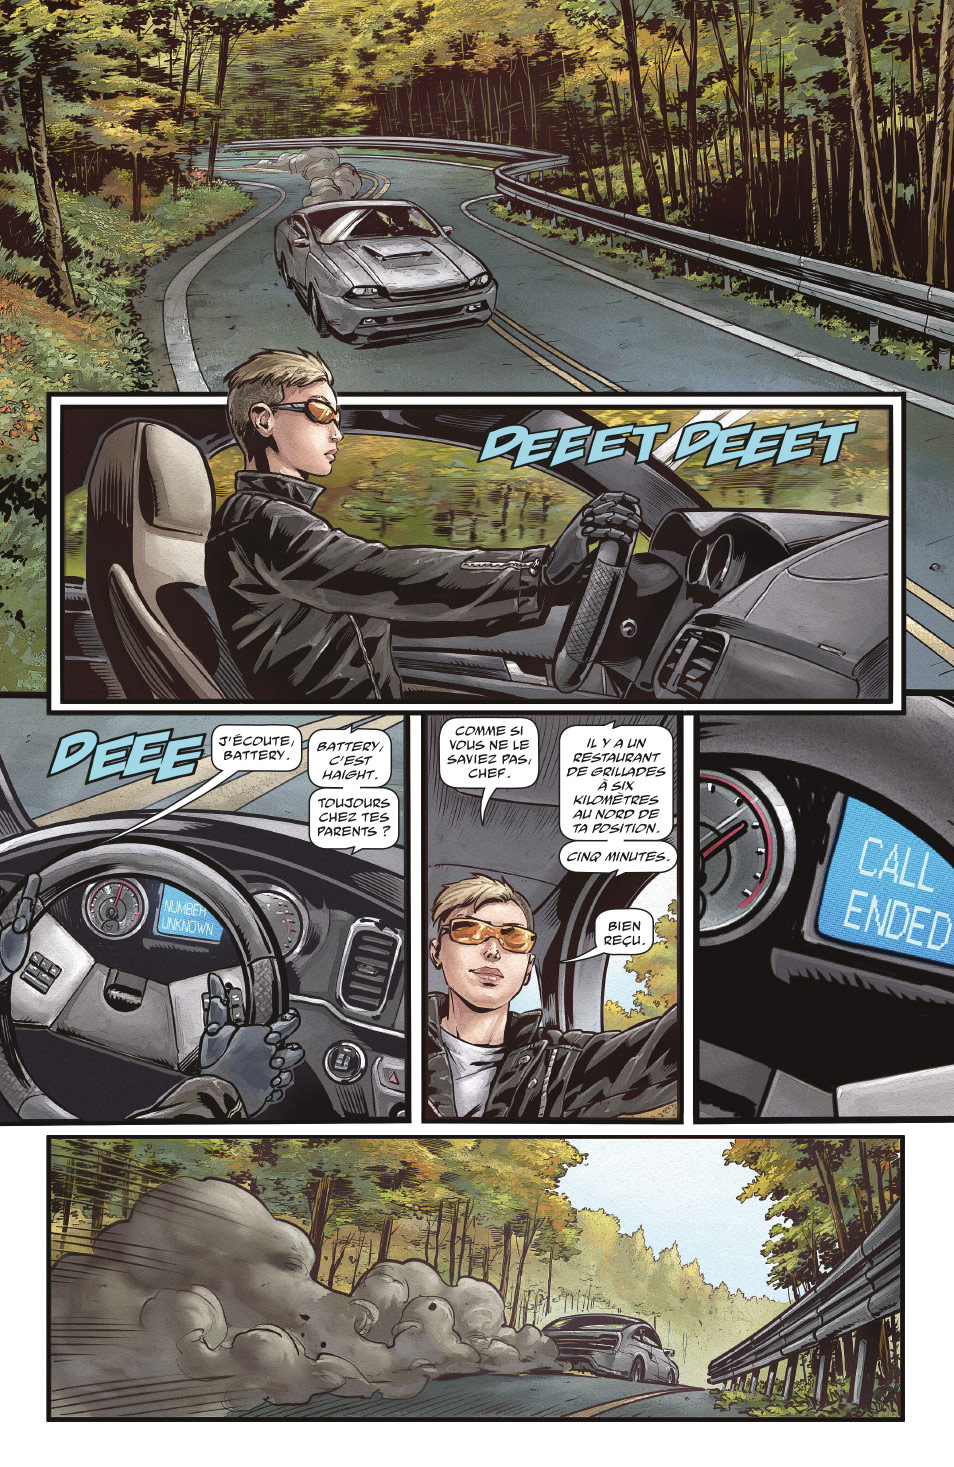 DEEET DEEET
DEEE
J'ÉCOUTE,
BATTERY.
BATTERY,
C'EST
HAIGHT.
TOUJOURS
CHEZ TES
PARENTS ?
NUMBER
UNKNOWN
COMME SI
VOUS NE LE
SAVIEZ PAS,
CHEF.
IL Y A UN
RESTAURANT
DE GRILLADES
À SIX
KILOMÈTRES
AU NORD DE
TA POSITION.
CINQ MINUTES.
BIEN
REÇU.
CALL
ENDED